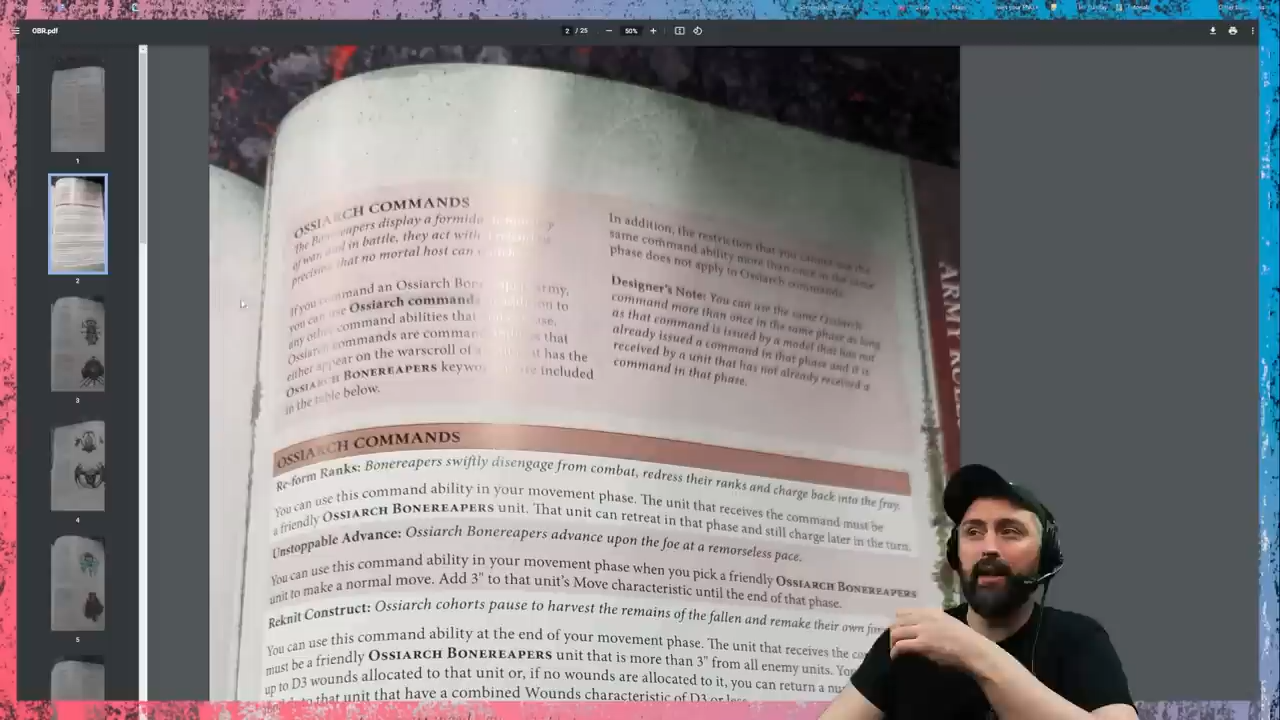 OBR.pdf
2 / 25
50%
1
2
3
4
5
OSSIARCH COMMANDS
The Bonereapers display a
of war, and in battle, they act with
precision that no mortal host can
If you command an Ossiarch army,
you can use Ossiarch commands to
any other command abilities that
Ossiarch commands are that
either appear on the warscroll of a has the
OSSIARCH BONEREAPERS included
in the table below.
In addition, the restriction that you cannot use the
same command ability more than once in the same
phase does not apply to Ossiarch commands.
Designer's Note: You can use the same Ossiarch
command more than once in the same phase as long
as that command is issued by a model that has not
already issued a command in that phase and it is
received by a unit that has not already received a
command in that phase.
OSSIARCH COMMANDS
Re-form Ranks: Bonereapers swiftly disengage from combat, redress their ranks and charge back into the fray.
You can use this command ability in your movement phase. The unit that receives the command must be
a friendly OSSIARCH BONEREAPERS unit. That unit can retreat in that phase and still charge later in the turn.
Unstoppable Advance: Ossiarch Bonereapers advance upon the foe at a remorseless pace.
You can use this command ability in your movement phase when you pick a friendly OSSIARCH BONEREAPERS
unit to make a normal move. Add 3" to that unit's Move characteristic until the end of that phase.
Reknit Construct: Ossiarch cohorts pause to harvest the remains of the fallen and remake their own
You can use this command ability at the end of your movement phase. The unit that receives the
must be a friendly OSSIARCH BONEREAPERS unit that is more than 3" from all enemy units.
up to D3 wounds allocated to that unit or, if no wounds are allocated to it, you can return a
to that unit that have a combined Wounds characteristic of D3 or
ARMY